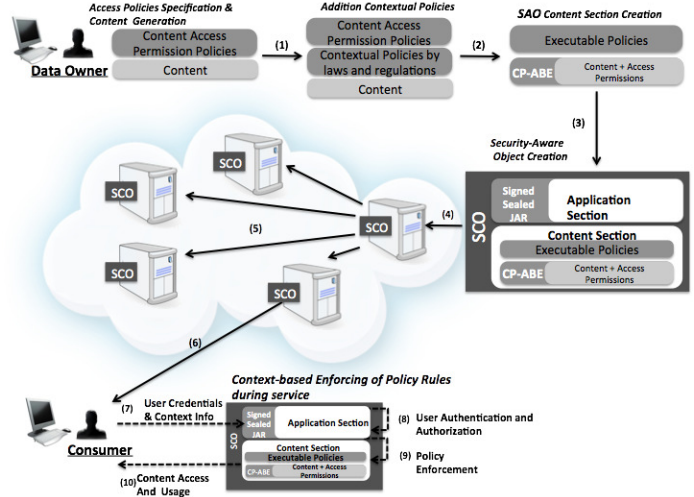 Access Policies Specification &
Content Generation
Addition Contextual Policies
SAO Content Section Creation
Data Owner
Content Access
Permission Policies
Content
(1)
Content Access
Permission Policies
Contextual Policies by
laws and regulations
Content
(2)
Executable Policies
CP-ABE
Content + Access
Permissions
(3)
Security-Aware
Object Creation
SCO
Signed
Sealed
JAR
Application
Section
Content Section
Executable Policies
CP-ABE
Content + Access
Permissions
(4)
SCO
SCO
SCO
SCO
SCO
(5)
(6)
Context-based Enforcing of Policy Rules
during service
Consumer
(7)
User Credentials
& Context Info
SCO
Signed
Sealed
JAR
Application Section
Content Section
Executable Policies
CP-ABE
Content + Access
Permissions
(8)
User Authentication and
Authorization
(9)
Policy
Enforcement
(10)
Content Access
And Usage